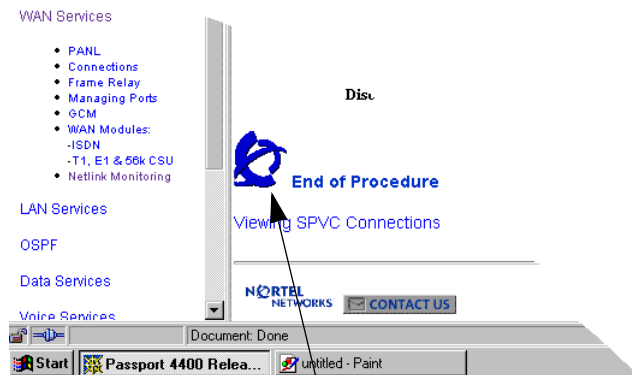 WAN Services
PANL
Connections
Frame Relay
Managing Ports
GCM
WAN Modules:
-ISDN
-T1, E1 & 56k CSU
Netlink Monitoring
LAN Services
OSPF
Data Services
Voice Services
End of Procedure
Viewing SPVC Connections
NORTEL
NETWORKS
CONTACT US
Document: Done
Start
Passport 4400 Relea...
untitled - Paint